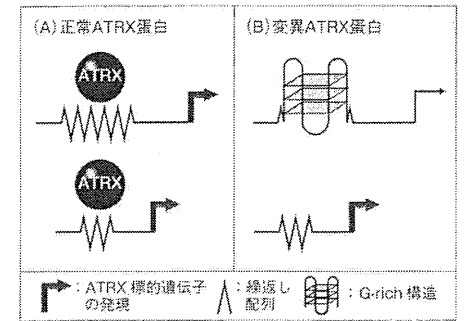 (A)正常ATRX蛋白
(B)変異ATRX蛋白
ATRX
ATRX
:ATRX標的遺伝子
の発現
:繰返し
配列
:G-rich 構造